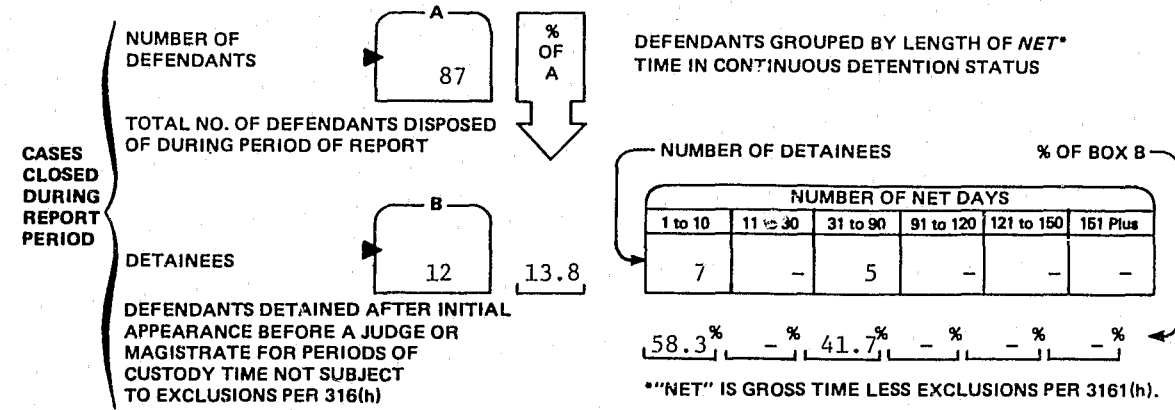 CASES
CLOSED
DURING
REPORT
PERIOD
NUMBER OF
DEFENDANTS
A
87
%
OF
A
TOTAL NO. OF DEFENDANTS DISPOSED
OF DURING PERIOD OF REPORT
B
DETAINEES
12
13.8
DEFENDANTS DETAINED AFTER INITIAL
APPEARANCE BEFORE A JUDGE OR
MAGISTRATE FOR PERIODS OF
CUSTODY TIME NOT SUBJECT
TO EXCLUSIONS PER 316(h)
DEFENDANTS GROUPED BY LENGTH OF NET*
TIME IN CONTINUOUS DETENTION STATUS
NUMBER OF DETAINEES % OF BOX B
NUMBER OF NET DAYS
1 to 10 11 to 30 31 to 90 91 to 120 121 to 150 151 Plus
7 – 5 – – –
58.3% – % 41.7% – % – % – %
*"NET" IS GROSS TIME LESS EXCLUSIONS PER 3161(h).